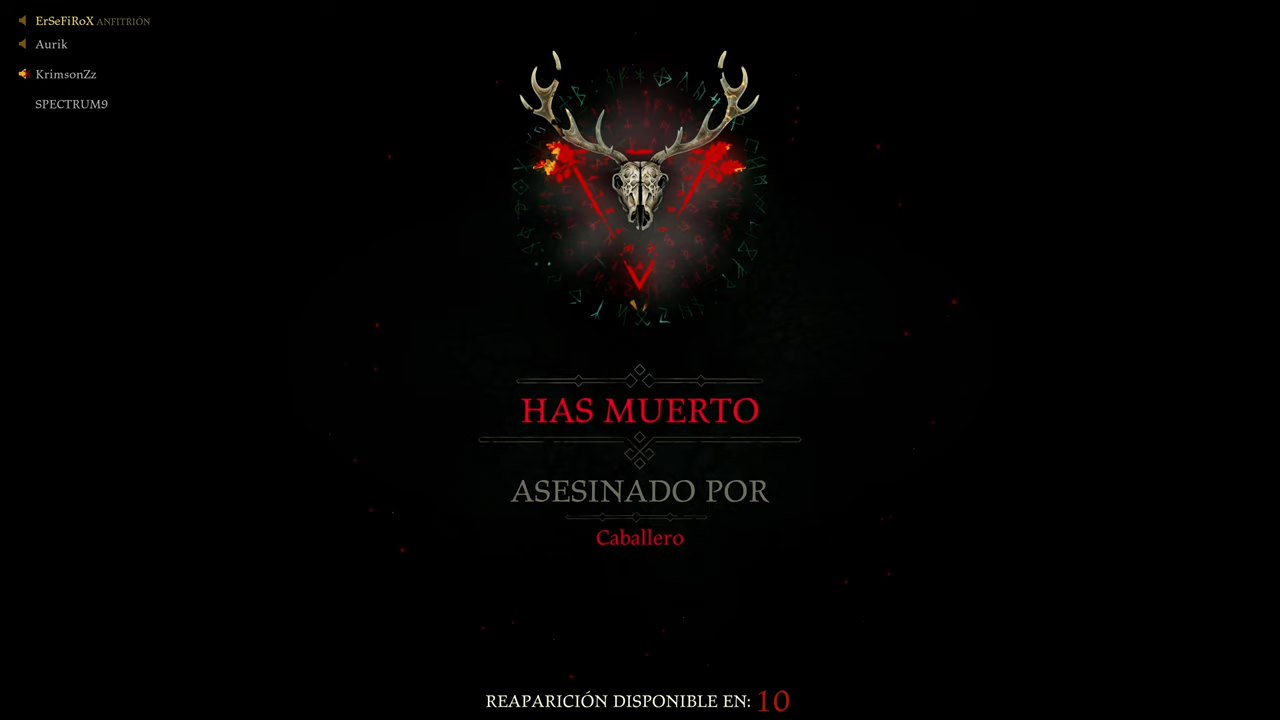 ErSeFiRoX ANFITRIÓN
Aurik
KrimsonZz
SPECTRUM9
HAS MUERTO
ASESINADO POR
Caballero
REAPARICIÓN DISPONIBLE EN: 10